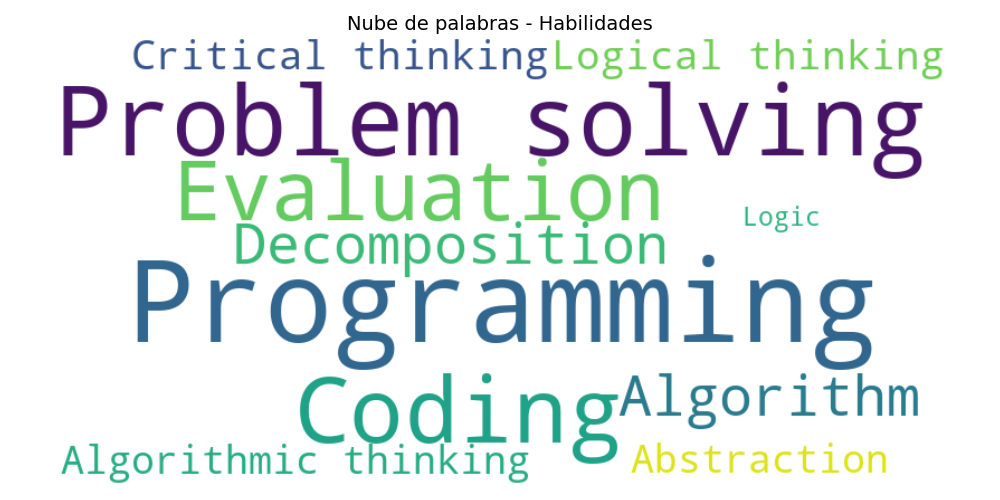 Nube de palabras - Habilidades
Critical thinking
Logical thinking
Problem solving
Evaluation
Logic
Decomposition
Programming
Coding
Algorithm
Algorithmic thinking
Abstraction